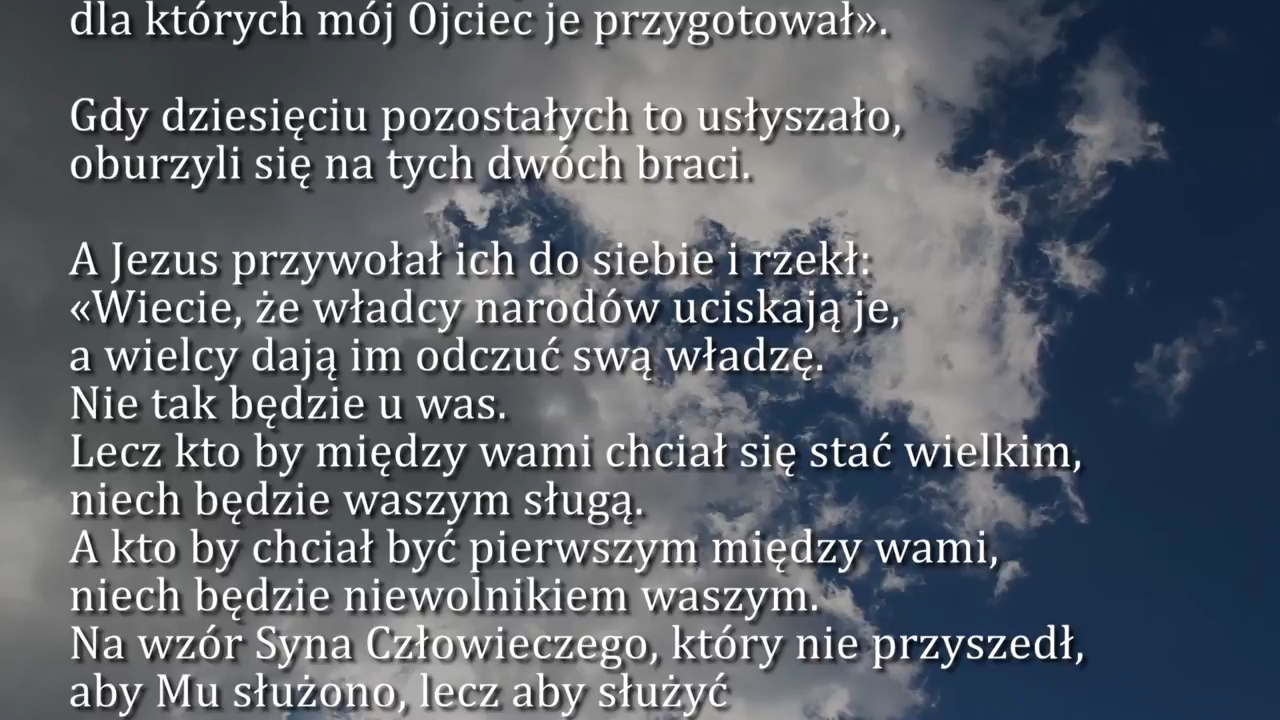 dla których mój Ojciec je przygotował».
Gdy dziesięciu pozostałych to usłyszało,
oburzyli się na tych dwóch braci.
A Jezus przywołał ich do siebie i rzekł:
«Wiecie, że władcy narodów uciskają je,
a wielcy dają im odczuć swą władzę.
Nie tak będzie u was.
Lecz kto by między wami chciał się stać wielkim,
niech będzie waszym sługą.
A kto by chciał być pierwszym między wami,
niech będzie niewolnikiem waszym.
Na wzór Syna Człowieczego, który nie przyszedł,
aby Mu służono, lecz aby służyć